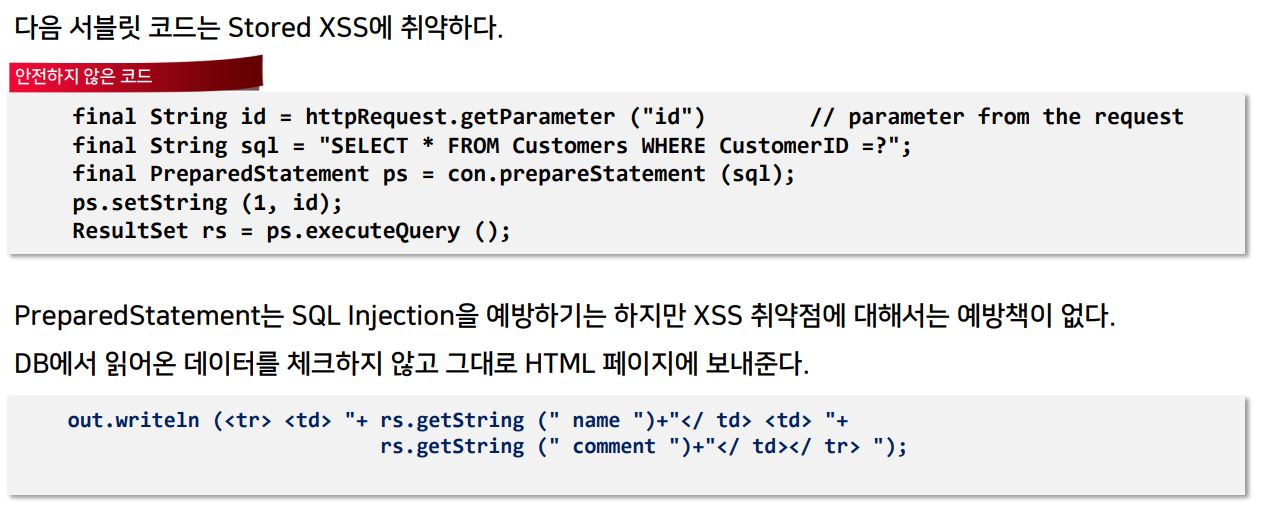 다음 서블릿 코드는 Stored XSS에 취약하다.
안전하지 않은 코드
final String id = httpRequest.getParameter ("id")        // parameter from the request
final String sql = "SELECT * FROM Customers WHERE CustomerID =?";
final PreparedStatement ps = con.prepareStatement (sql);
ps.setString (1, id);
ResultSet rs = ps.executeQuery ();
PreparedStatement는 SQL Injection을 예방하기는 하지만 XSS 취약점에 대해서는 예방책이 없다.
DB에서 읽어온 데이터를 체크하지 않고 그대로 HTML 페이지에 보내준다.
out.writeln (<tr> <td> "+ rs.getString (" name ")+"</ td> <td> "+
rs.getString (" comment ")+"</ td></ tr> ");